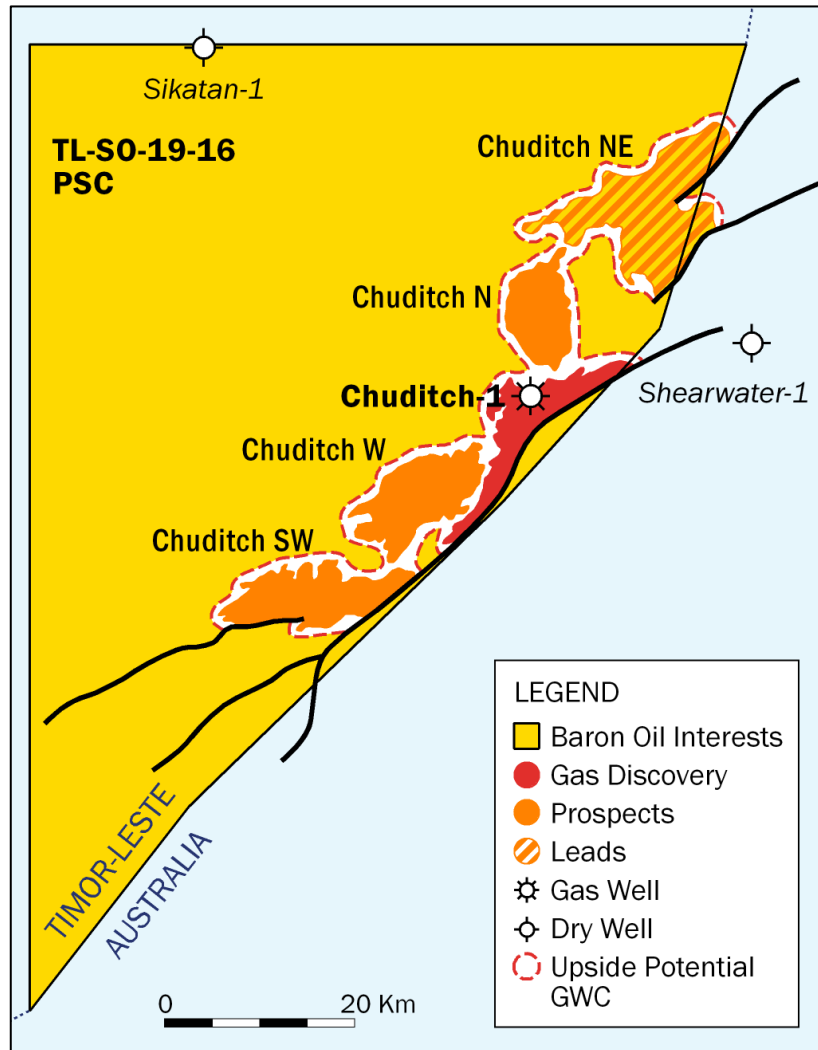 Sikatan-1
TL-SO-19-16
PSC
Chuditch NE
Chuditch N
Chuditch-1
Shearwater-1
Chuditch W
Chuditch SW
TIMOR-LESTE
AUSTRALIA
LEGEND
Baron Oil Interests
Gas Discovery
Prospects
Leads
Gas Well
Dry Well
Upside Potential
GWC
0 20 Km